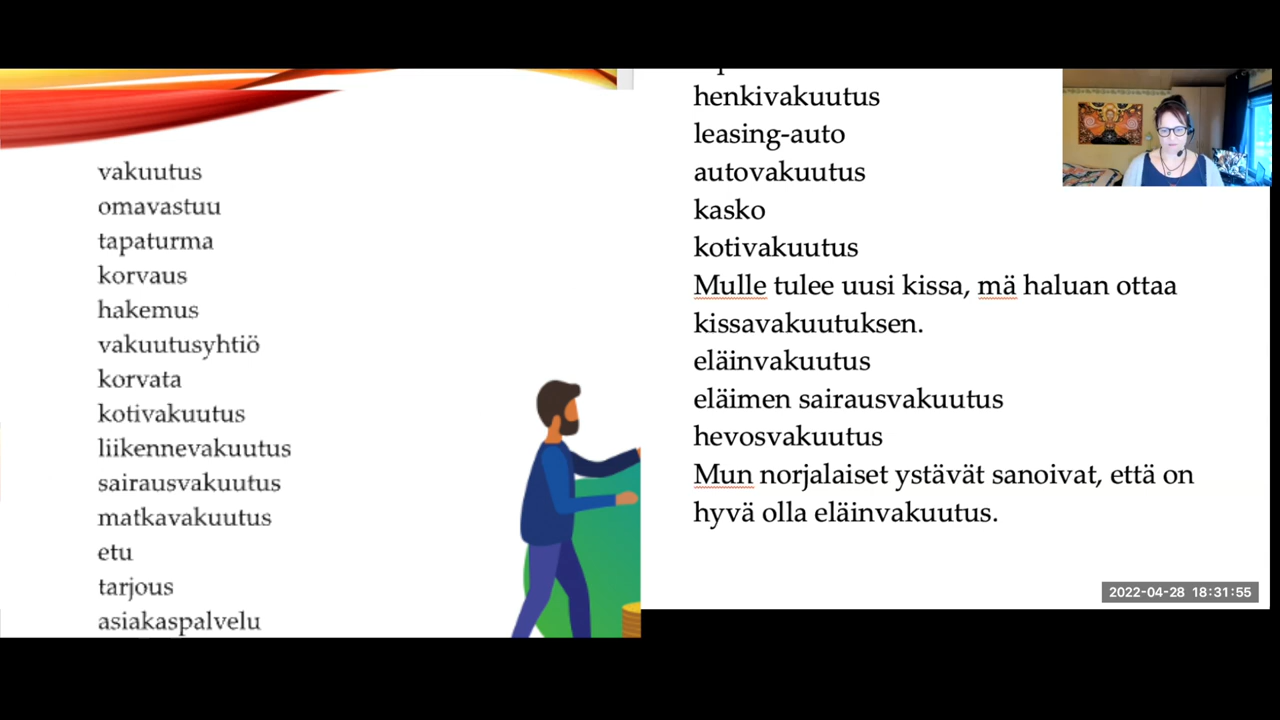 vakuutus
omavastuu
tapaturma
korvaus
hakemus
vakuutusyhtiö
korvata
kotivakuutus
liikennevakuutus
sairausvakuutus
matkavakuutus
etu
tarjous
asiakaspalvelu
henkivakuutus
leasing-auto
autovakuutus
kasko
kotivakuutus
Mulle tulee uusi kissa, mä haluan ottaa
kissavakuutuksen.
eläinvakuutus
eläimen sairausvakuutus
hevosvakuutus
Mun norjalaiset ystävät sanoivat, että on
hyvä olla eläinvakuutus.
2022-04-28 18:31:55